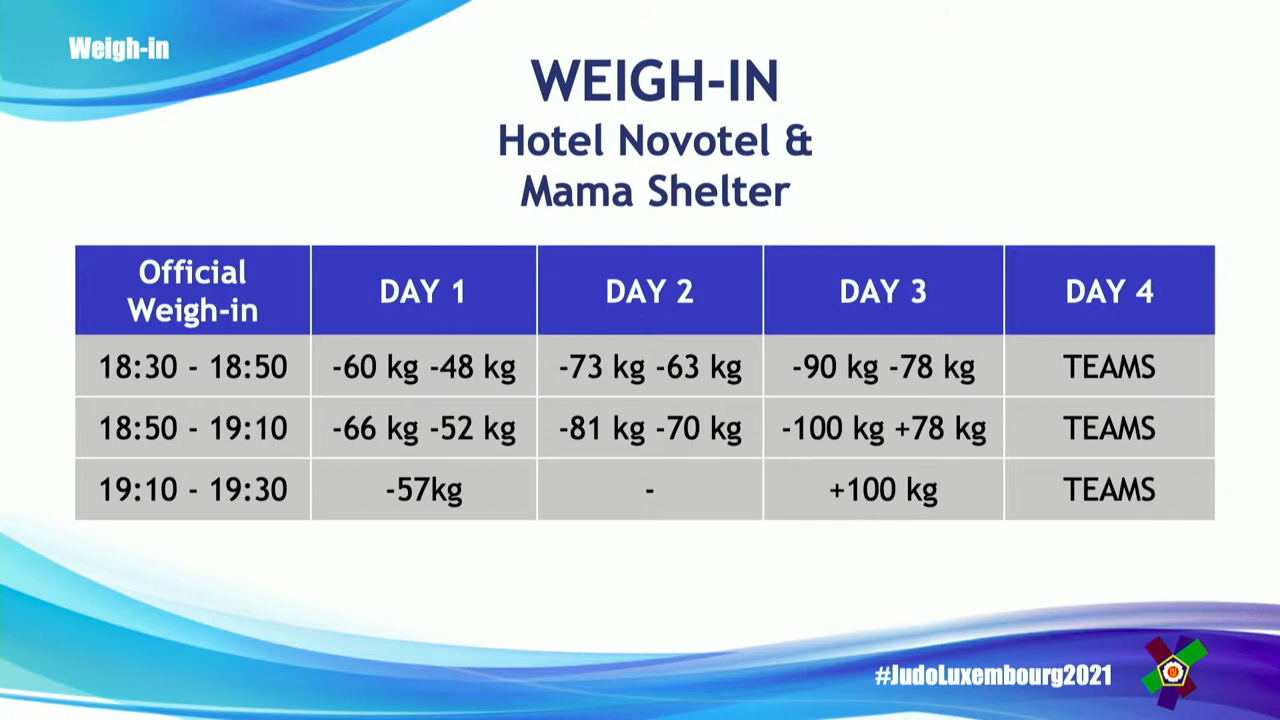 Weigh-in
WEIGH-IN
Hotel Novotel &
Mama Shelter
Official
Weigh-in
DAY 1
DAY 2
DAY 3
DAY 4
18:30 - 18:50
-60 kg -48 kg
-73 kg -63 kg
-90 kg -78 kg
TEAMS
18:50 - 19:10
-66 kg -52 kg
-81 kg -70 kg
-100 kg +78 kg
TEAMS
19:10 - 19:30
-57kg
-
+100 kg
TEAMS
#JudoLuxembourg2021